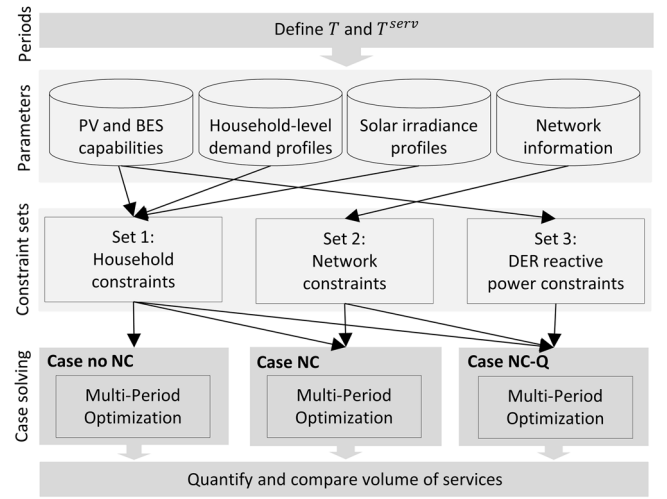 Periods
Define T and T^serv
Parameters
PV and BES
capabilities
Household-level
demand profiles
Solar irradiance
profiles
Network
information
Constraint sets
Set 1:
Household
constraints
Set 2:
Network
constraints
Set 3:
DER reactive
power constraints
Case solving
Case no NC
Multi-Period
Optimization
Case NC
Multi-Period
Optimization
Case NC-Q
Multi-Period
Optimization
Quantify and compare volume of services